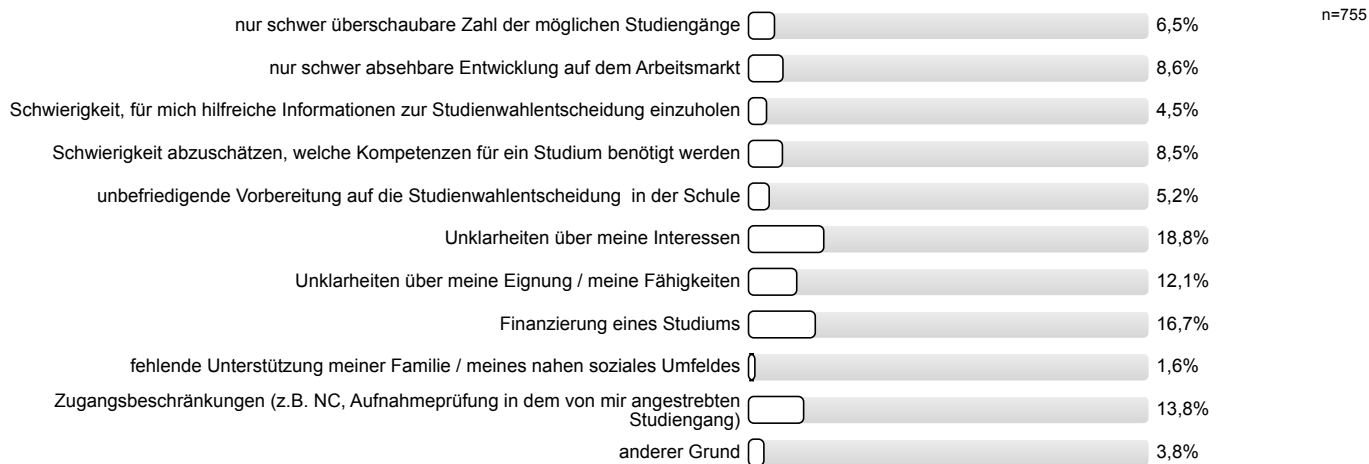 n=755
nur schwer überschaubare Zahl der möglichen Studiengänge 6,5%
nur schwer absehbare Entwicklung auf dem Arbeitsmarkt 8,6%
Schwierigkeit, für mich hilfreiche Informationen zur Studienwahlentscheidung einzuholen 4,5%
Schwierigkeit abzuschätzen, welche Kompetenzen für ein Studium benötigt werden 8,5%
unbefriedigende Vorbereitung auf die Studienwahlentscheidung in der Schule 5,2%
Unklarheiten über meine Interessen 18,8%
Unklarheiten über meine Eignung / meine Fähigkeiten 12,1%
Finanzierung eines Studiums 16,7%
fehlende Unterstützung meiner Familie / meines nahen soziales Umfeldes 1,6%
Zugangsbeschränkungen (z.B. NC, Aufnahmeprüfung in dem von mir angestrebten
Studiengang) 13,8%
anderer Grund 3,8%